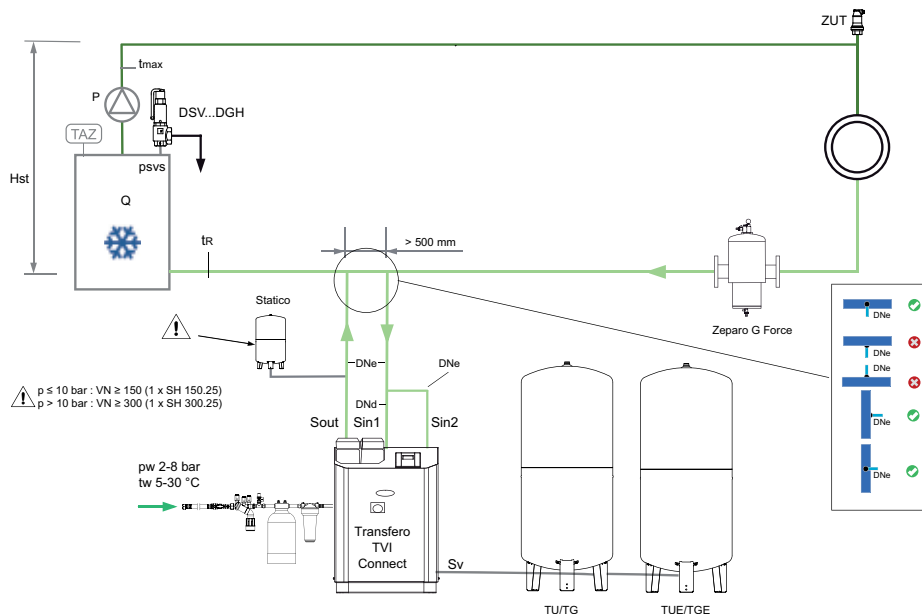 ZUT
tmax
P
DSV...DGH
TAZ
psvs
Hst
Q
tR
> 500 mm
Zeparo G Force
Statico
DNe
DNe
DNd
p ≤ 10 bar : VN ≥ 150 (1 x SH 150.25)
p > 10 bar : VN ≥ 300 (1 x SH 300.25)
Sout
Sin1
Sin2
pw 2-8 bar
tw 5-30 °C
Transfero
TVI
Connect
Sv
TU/TG
TUE/TGE
DNe
DNe
DNe
DNe
DNe